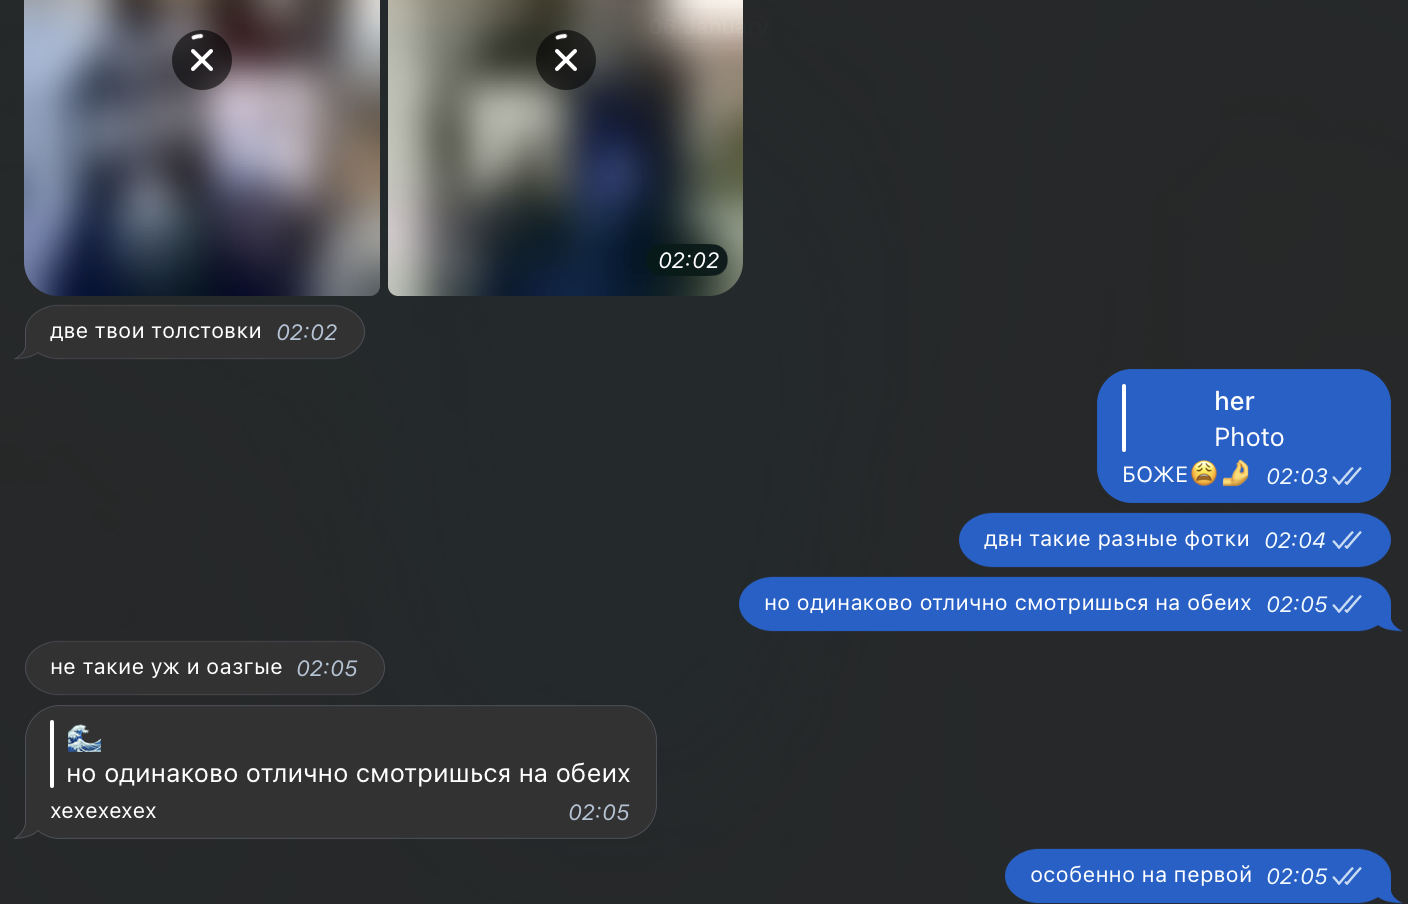 02:02
две твои толстовки 02:02
her
Photo
БОЖЕ😩🤌 02:03
двн такие разные фотки 02:04
но одинаково отлично смотришься на обеих 02:05
не такие уж и оазгые 02:05
🌊
но одинаково отлично смотришься на обеих
хехехехех 02:05
особенно на первой 02:05